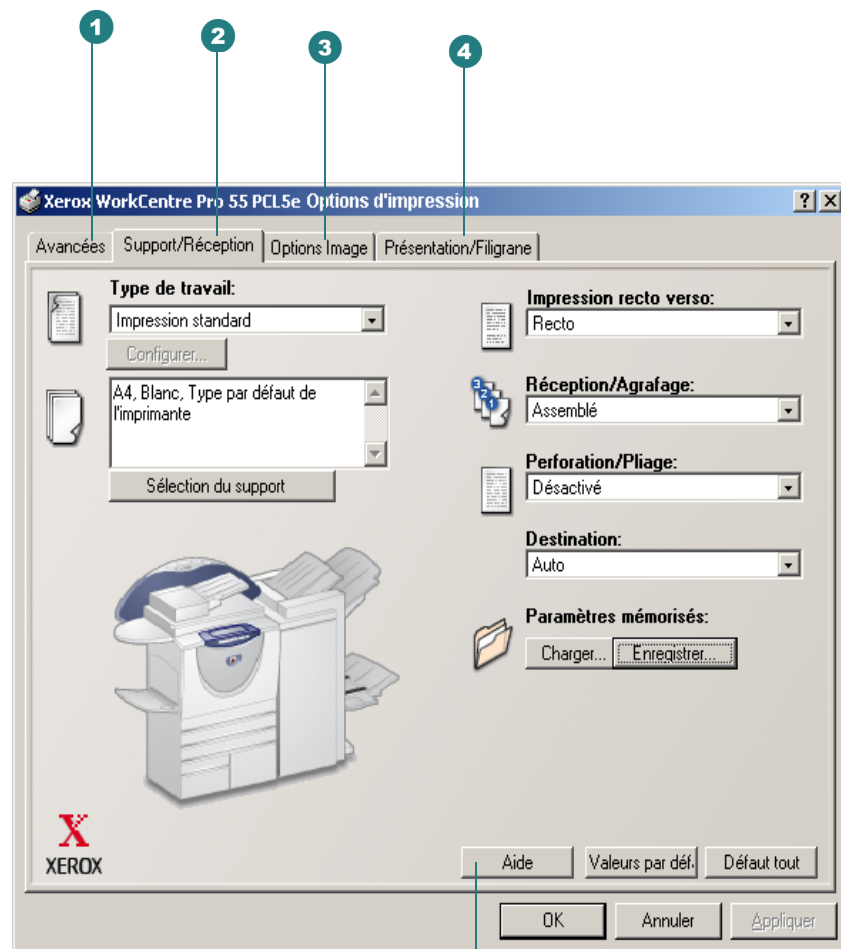 1
2
3
4
Xerox WorkCentre Pro 55 PCL5e Options d'impression
Avancées
Support/Réception
Options Image
Présentation/Filigrane
Type de travail:
Impression standard
Configurer...
A4, Blanc, Type par défaut de
l'imprimante
Sélection du support
Impression recto verso:
Recto
Réception/Agrafage:
Assemblé
Perforation/Pliage:
Désactivé
Destination:
Auto
Paramètres mémorisés:
Charger...
Enregistrer...
X
XEROX
Aide
Valeurs par déf.
Défaut tout
OK
Annuler
Appliquer